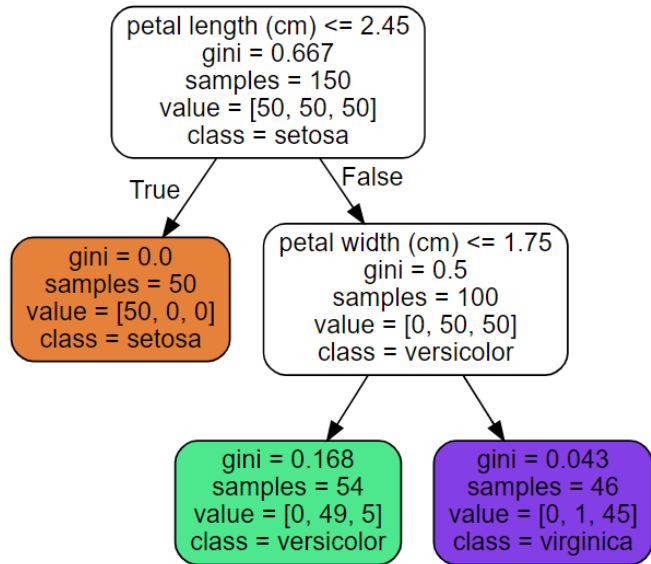 petal length (cm) <= 2.45
gini = 0.667
samples = 150
value = [50, 50, 50]
class = setosa
True
False
gini = 0.0
samples = 50
value = [50, 0, 0]
class = setosa
petal width (cm) <= 1.75
gini = 0.5
samples = 100
value = [0, 50, 50]
class = versicolor
gini = 0.168
samples = 54
value = [0, 49, 5]
class = versicolor
gini = 0.043
samples = 46
value = [0, 1, 45]
class = virginica